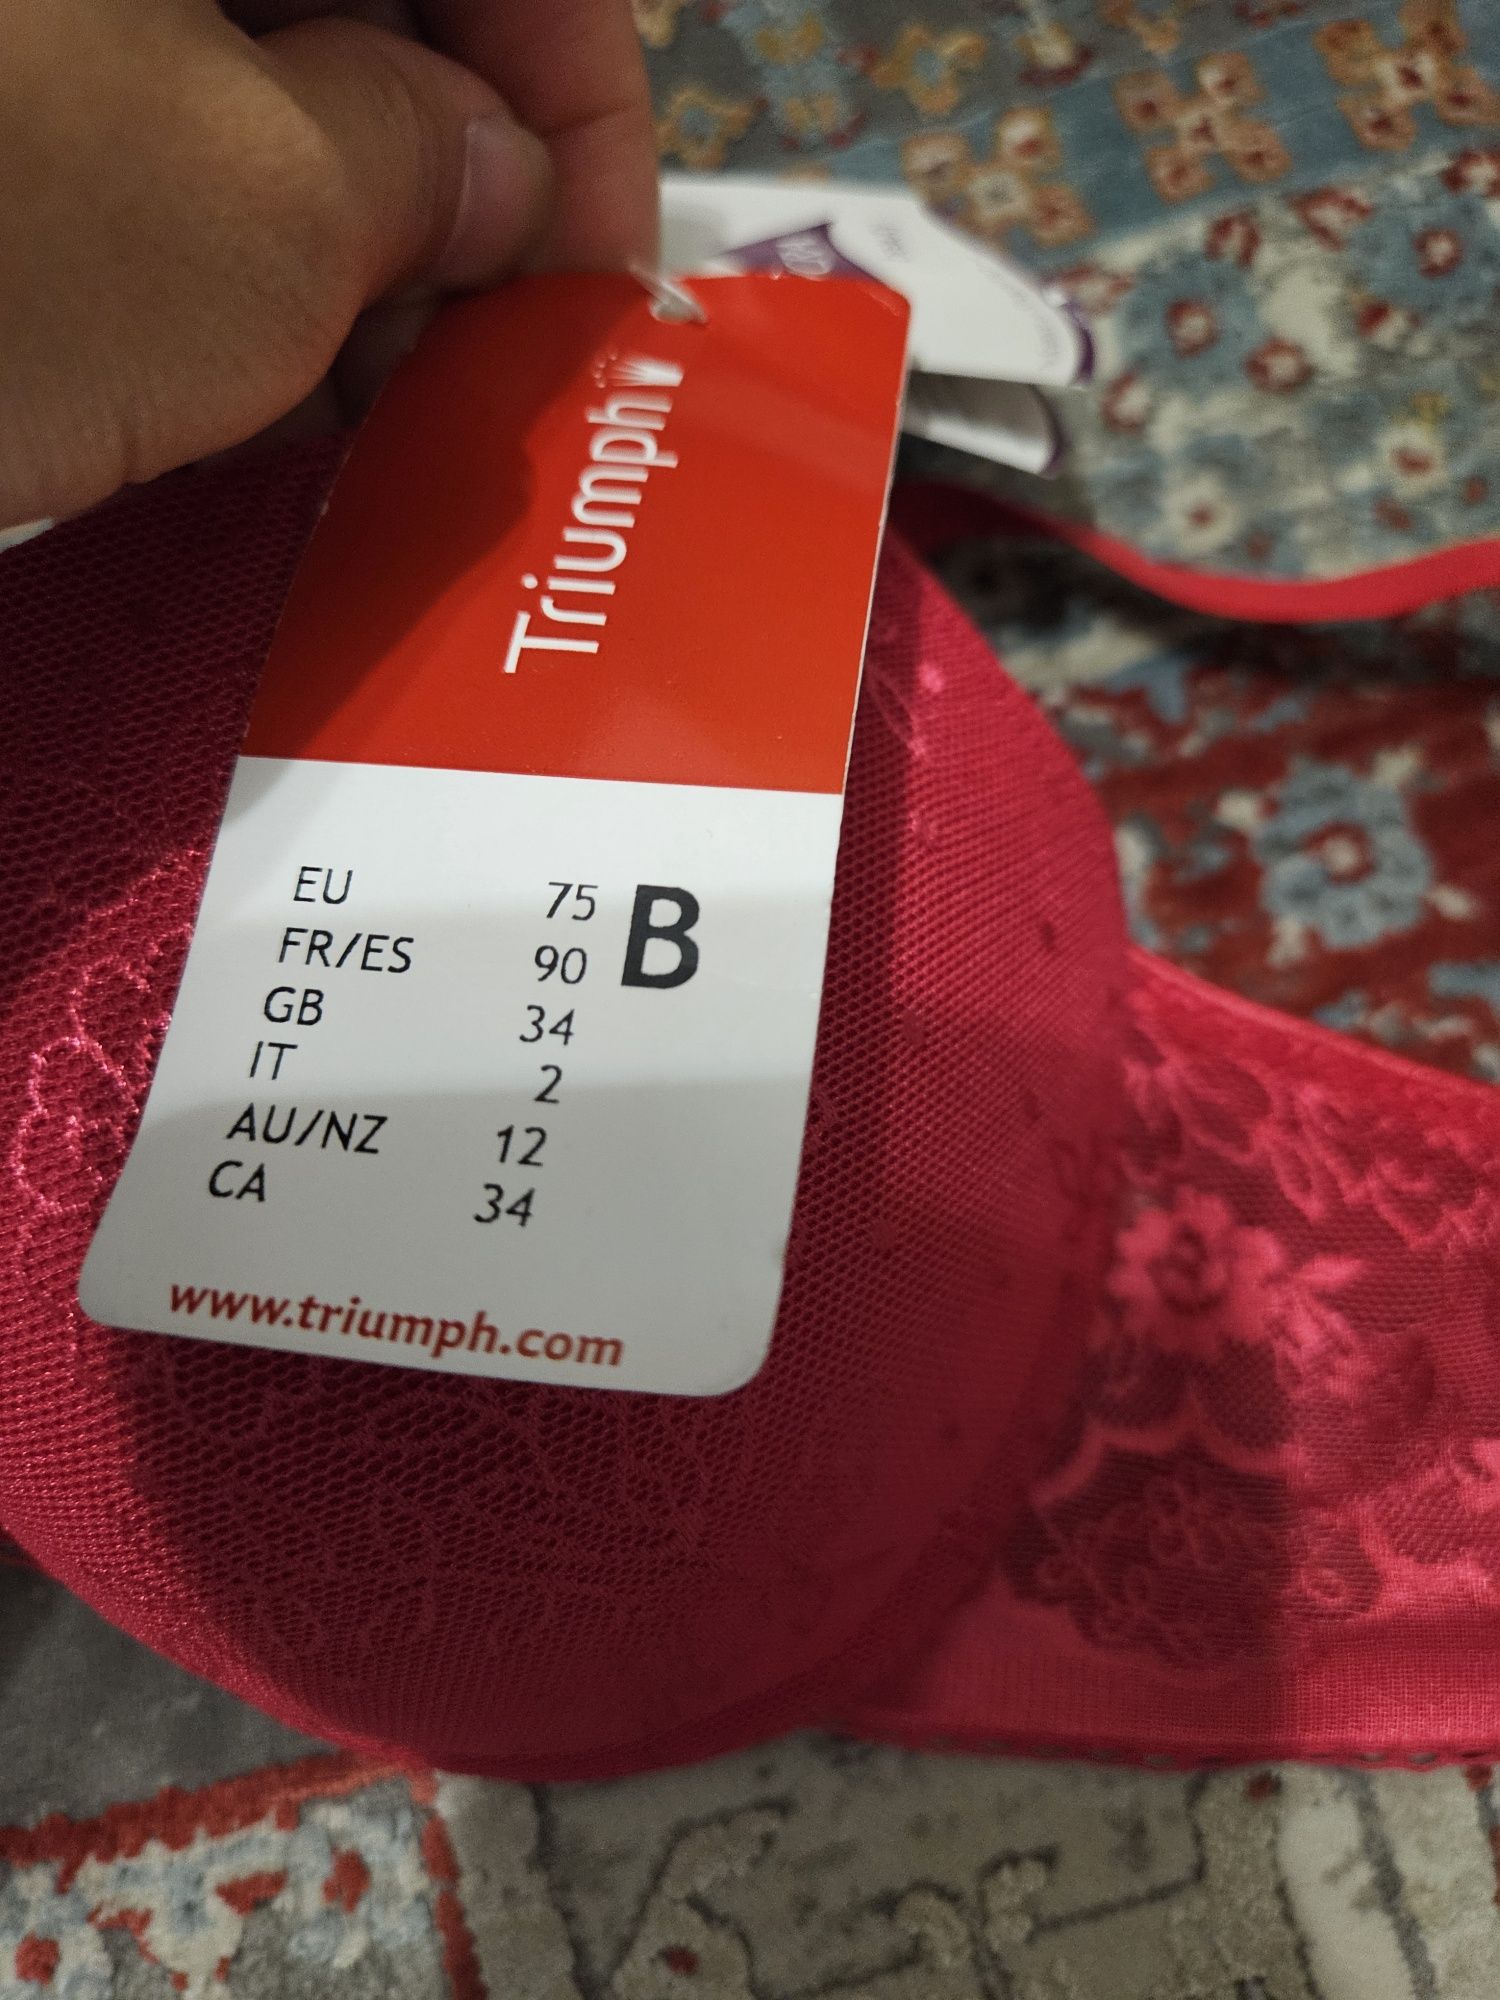 Triumph
EU 75 B
FR/ES 90
GB 34
IT 2
AU/NZ 12
CA 34
www.triumph.com